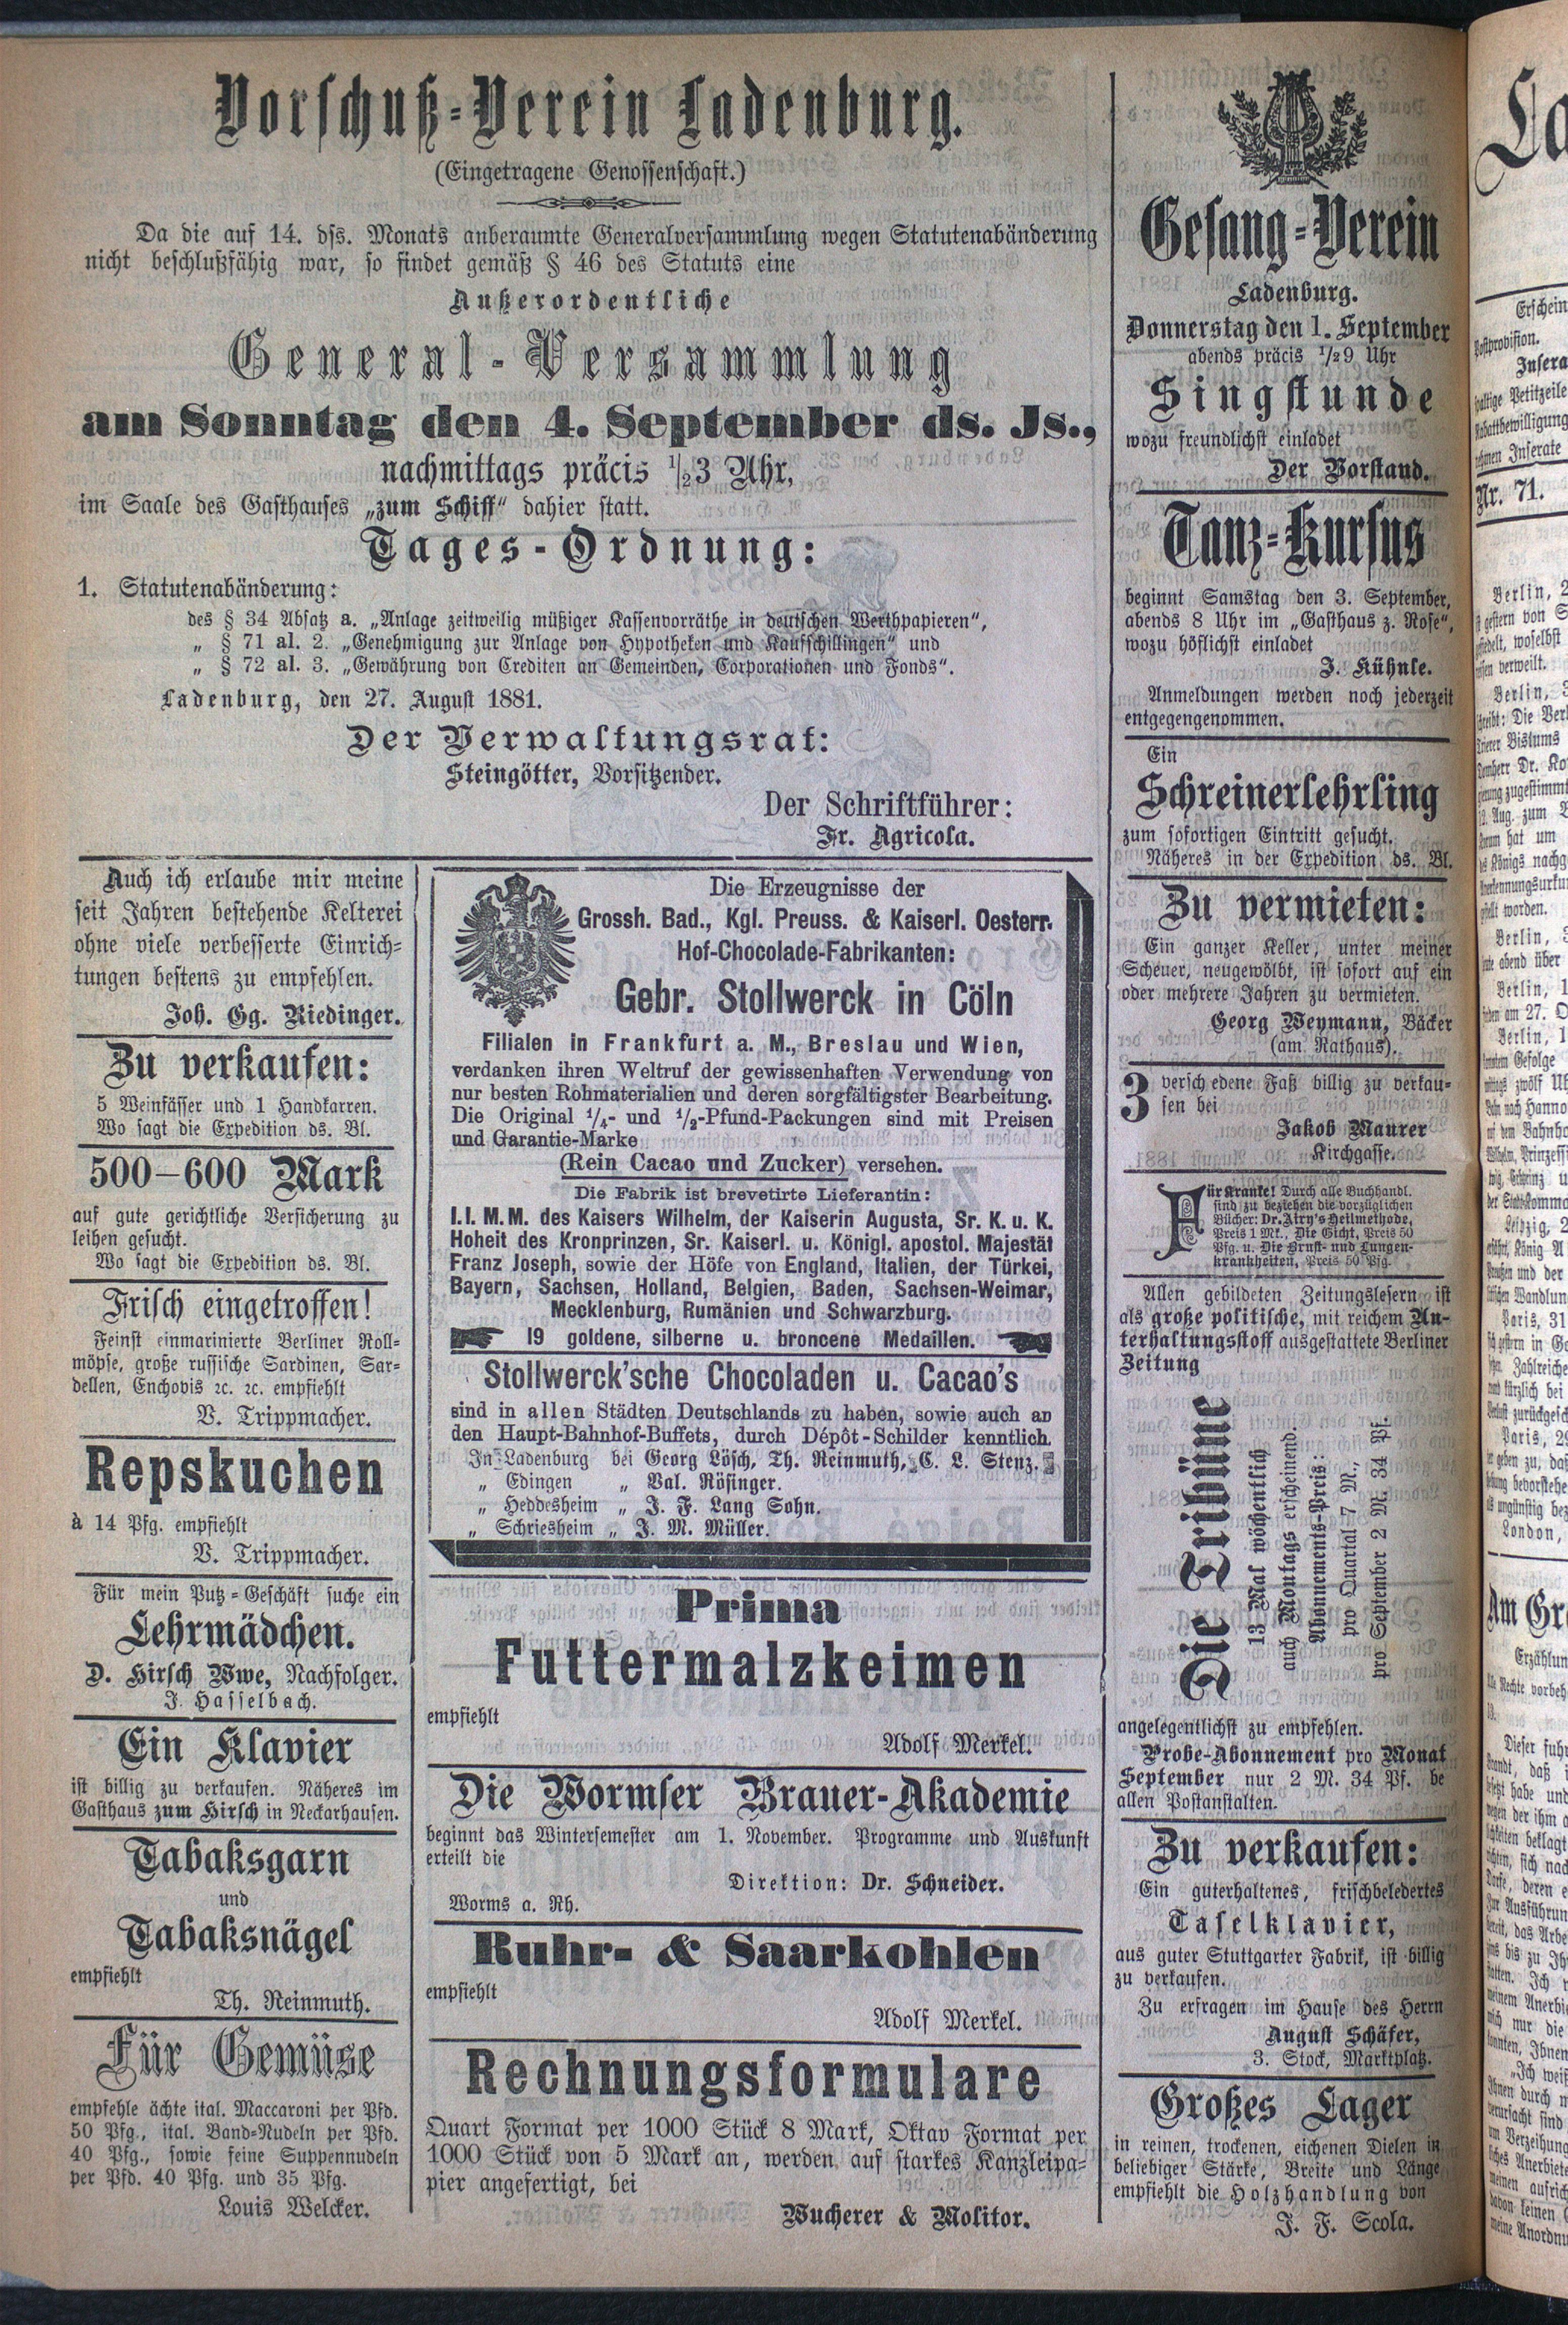 Vorschuß-Verein Ladenburg.
(Eingetragene Genossenschaft.)
Da die auf 14. dss. Monats anberaumte Generalversammlung wegen Statutenabänderung
nicht beschlußfähig war, so findet gemäß § 46 des Statuts eine
Außerordentliche
General-Versammlung
am Sonntag den 4. September ds. Js.,
nachmittags präcis 1/23 Uhr,
im Saale des Gasthauses „zum Schiff“ dahier statt.
Tages-Ordnung:
1. Statutenabänderung:
des § 34 Absatz a. „Anlage zeitweilig müßiger Kassenvorräthe in deutschen Werthpapieren“,
„ § 71 al. 2. „Genehmigung zur Anlage von Hypotheken und Kaufschillingen“ und
„ § 72 al. 3. „Gewährung von Crediten an Gemeinden, Corporationen und Fonds“.
Ladenburg, den 27. August 1881.
Der Verwaltungsrat:
Steingötter, Vorsitzender.
Der Schriftführer:
Fr. Agricola.
Auch ich erlaube mir meine
seit Jahren bestehende Kelterei
ohne viele verbesserte Einrich-
tungen bestens zu empfehlen.
Joh. Gg. Riedinger.
Zu verkaufen:
5 Weinfässer und 1 Handkarren.
Wo sagt die Expedition ds. Bl.
500–600 Mark
auf gute gerichtliche Versicherung zu
leihen gesucht.
Wo sagt die Expedition ds. Bl.
Frisch eingetroffen!
Feinst einmarinierte Berliner Roll-
möpse, große russische Sardinen, Sar-
dellen, Enchovis ꝛc. ꝛc. empfiehlt
V. Trippmacher.
Repskuchen
à 14 Pfg. empfiehlt
V. Trippmacher.
Für mein Putz-Geschäft suche ein
Lehrmädchen.
D. Hirsch Wwe, Nachfolger.
J. Hasselbach.
Ein Klavier
ist billig zu verkaufen. Näheres im
Gasthaus zum Hirsch in Neckarhausen.
Tabaksgarn
und
Tabaksnägel
empfiehlt
Th. Reinmuth.
Für Gemüse
empfehle ächte ital. Maccaroni per Pfd.
50 Pfg., ital. Band-Nudeln per Pfd.
40 Pfg., sowie feine Suppennudeln
per Pfd. 40 Pfg. und 35 Pfg.
Louis Welcker.
Die Erzeugnisse der
Grossh. Bad., Kgl. Preuss. & Kaiserl. Oesterr.
Hof-Chocolade-Fabrikanten:
Gebr. Stollwerck in Cöln
Filialen in Frankfurt a. M., Breslau und Wien,
verdanken ihren Weltruf der gewissenhaften Verwendung von
nur besten Rohmaterialien und deren sorgfältigster Bearbeitung.
Die Original 1/4- und 1/2-Pfund-Packungen sind mit Preisen
und Garantie-Marke
(Rein Cacao und Zucker) versehen.
Die Fabrik ist brevetirte Lieferantin:
I.I. M.M. des Kaisers Wilhelm, der Kaiserin Augusta, Sr. K. u. K.
Hoheit des Kronprinzen, Sr. Kaiserl. u. Königl. apostol. Majestät
Franz Joseph, sowie der Höfe von England, Italien, der Türkei,
Bayern, Sachsen, Holland, Belgien, Baden, Sachsen-Weimar,
Mecklenburg, Rumänien und Schwarzburg.
19 goldene, silberne u. broncene Medaillen.
Stollwerck'sche Chocoladen u. Cacao's
sind in allen Städten Deutschlands zu haben, sowie auch an
den Haupt-Bahnhof-Buffets, durch Dépôt-Schilder kenntlich.
In Ladenburg bei Georg Lösch, Th. Reinmuth, C. L. Stenz.
„ Edingen „ Val. Rösinger.
„ Heddesheim „ J. F. Lang Sohn.
„ Schriesheim „ J. M. Müller.
Prima
Futtermalzkeimen
empfiehlt
Adolf Merkel.
Die Wormser Brauer-Akademie
beginnt das Wintersemester am 1. November. Programme und Auskunft
erteilt die
Direktion: Dr. Schneider.
Worms a. Rh.
Ruhr- & Saarkohlen
empfiehlt
Adolf Merkel.
Rechnungsformulare
Quart Format per 1000 Stück 8 Mark, Oktav Format per
1000 Stück von 5 Mark an, werden auf starkes Kanzleipa-
pier angefertigt, bei
Wucherer & Molitor.
Gesang-Verein
Ladenburg.
Donnerstag den 1. September
abends präcis 1/29 Uhr
Singstunde
wozu freundlichst einladet
Der Vorstand.
Tanz-Kursus
beginnt Samstag den 3. September,
abends 8 Uhr im „Gasthaus z. Rose“,
wozu höflichst einladet
J. Kühnle.
Anmeldungen werden noch jederzeit
entgegengenommen.
Ein
Schreinerlehrling
zum sofortigen Eintritt gesucht.
Näheres in der Expedition ds. Bl.
Zu vermieten:
Ein ganzer Keller, unter meiner
Scheuer, neugewölbt, ist sofort auf ein
oder mehrere Jahren zu vermieten.
Georg Weymann, Bäcker
(am Rathaus).
3 versch edene Faß billig zu verkau-
fen bei
Jakob Maurer
Kirchgasse.
Für Kranke! Durch alle Buchhandl.
sind zu beziehen die vorzüglichen
Bücher: Dr. Airy's Heilmethode,
Preis 1 Mk., Die Gicht, Preis 50
Pfg. u. Die Brust- und Lungen-
krankheiten, Preis 50 Pfg.
Allen gebildeten Zeitungslesern ist
als große politische, mit reichem Un-
terhaltungsstoff ausgestattete Berliner
Zeitung
Die Tribüne
13 Mal wöchentlich
auch Montags erscheinend.
Abonnements-Preis:
pro Quartal 7 M.,
pro September 2 M. 34 Pf.
angelegentlichst zu empfehlen.
Probe-Abonnement pro Monat
September nur 2 M. 34 Pf. be
allen Postanstalten.
Zu verkaufen:
Ein guterhaltenes, frischbeledertes
Tafelklavier,
aus guter Stuttgarter Fabrik, ist billig
zu verkaufen.
Zu erfragen im Hause des Herrn
August Schäfer,
3. Stock, Marktplatz.
Großes Lager
in reinen, trockenen, eichenen Dielen in
beliebiger Stärke, Breite und Länge
empfiehlt die Holzhandlung von
J. F. Scola.
La
Nr. 71.
Berlin, 2
Berlin, 3
Berlin, 3
Berlin, 1
Berlin, 1
Leipzig, 2
Paris, 31
Paris, 29
London,
Am Gr
Erzählun